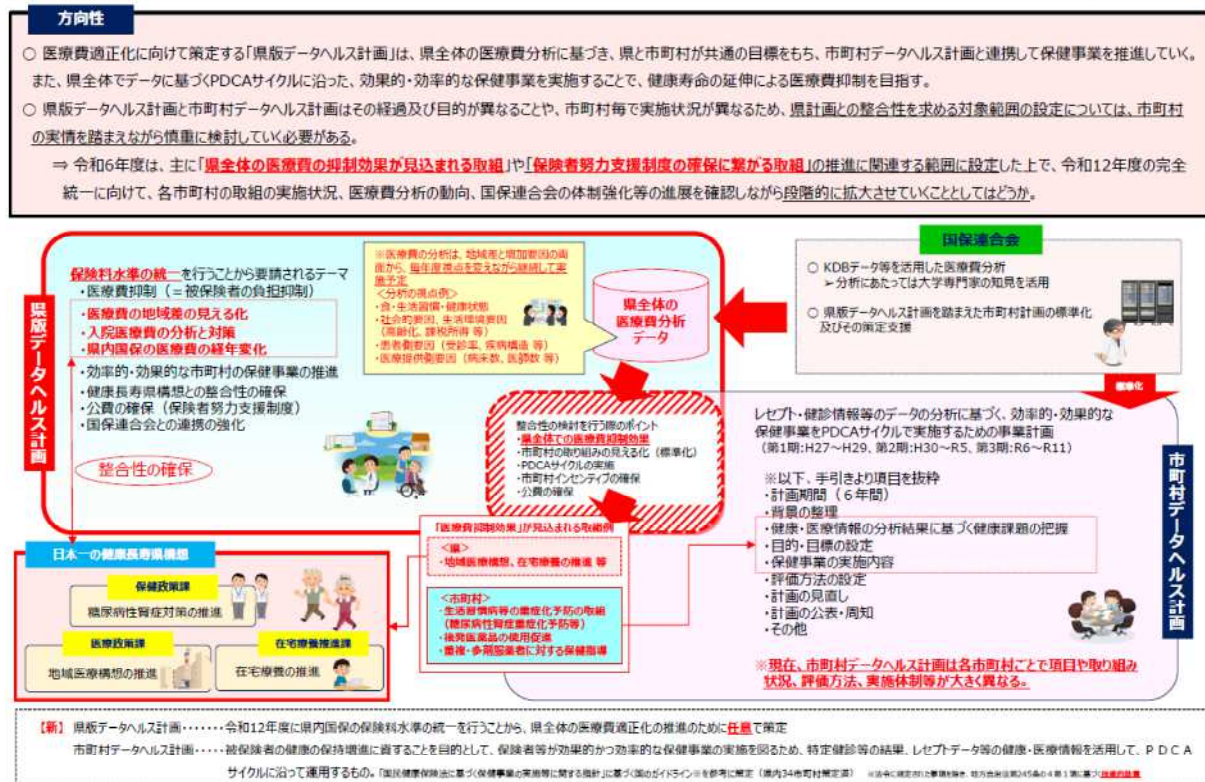 方向性
○ 医療費適正化に向けて策定する「県版データヘルス計画」は、県全体の医療費分析に基づき、県と市町村が共通の目標をもち、市町村データヘルス計画と連携して保健事業を推進していく。
また、県全体でデータに基づくPDCAサイクルに沿った、効果的・効率的な保健事業を実施することで、健康寿命の延伸による医療費抑制を目指す。
○ 県版データヘルス計画と市町村データヘルス計画はその経過及び目的が異なることや、市町村毎で実施状況が異なるため、県計画との整合性を求める対象範囲の設定については、市町村
の実情を踏まえながら慎重に検討していく必要がある。
⇒ 令和6年度は、主に「県全体の医療費の抑制効果が見込まれる取組」や「保険者努力支援制度の確保に繋がる取組」の推進に関連する範囲に設定した上で、令和12年度の完全
統一に向けて、各市町村の取組の実施状況、医療費分析の動向、国保連合会の体制強化等の進展を確認しながら段階的に拡大させていくこととしてはどうか。
県版データヘルス計画
保険料水準の統一を行うことから要請されるテーマ
・医療費抑制（＝被保険者の負担抑制）
・医療費の地域差の見える化
・入院医療費の分析と対策
・県内国保の医療費の経年変化
・効率的・効果的な市町村の保健事業の推進
・健康長寿県構想との整合性の確保
・公費の確保（保険者努力支援制度）
・国保連合会との連携の強化
整合性の確保
※医療費の分析は、地域差と増加要因の両
面から、毎年度視点を変えながら継続して実
施予定
＜分析の視点例＞
・食・生活習慣・健康状態
・社会的要因、生活環境要因
（高齢化、課税所得 等）
・患者側要因（受診率、疾病構造 等）
・医療提供側要因（病床数、医師数 等）
県全体の
医療費分析
データ
国保連合会
○ KDBデータ等を活用した医療費分析
➢分析にあたっては大学専門家の知見を活用
○ 県版データヘルス計画を踏まえた市町村計画の標準化
及びその策定支援
標準化
整合性の検討を行う際のポイント
・県全体での医療費抑制効果
・市町村の取り組みの見える化（標準化）
・PDCAサイクルの実施
・市町村インセンティブの確保
・公費の確保
市町村データヘルス計画
レセプト・健診情報等のデータの分析に基づく、効率的・効果的な
保健事業をPDCAサイクルで実施するための事業計画
（第1期:H27～H29、第2期:H30～R5、第3期:R6～R11）
※以下、手引きより項目を抜粋
・計画期間（６年間）
・背景の整理
・健康・医療情報の分析結果に基づく健康課題の把握
・目的・目標の設定
・保健事業の実施内容
・評価方法の設定
・計画の見直し
・計画の公表・周知
・その他
※現在、市町村データヘルス計画は各市町村ごとで項目や取り組み
状況、評価方法、実施体制等が大きく異なる。
「医療費抑制効果」が見込まれる取組例
＜県＞
・地域医療構想、在宅療養の推進 等
＜市町村＞
・生活習慣病等の重症化予防の取組
（糖尿病性腎症重症化予防等）
・後発医薬品の使用促進
・重複・多剤服薬者に対する保健指導
日本一の健康長寿県構想
保健政策課
糖尿病性腎症対策の推進
医療政策課
地域医療構想の推進
在宅療養推進課
在宅療養の推進
【新】 県版データヘルス計画・・・・・・・令和12年度に県内国保の保険料水準の統一を行うことから、県全体の医療費適正化の推進のために任意で策定
市町村データヘルス計画・・・・・被保険者の健康の保持増進に資することを目的として、保険者等が効果的かつ効率的な保健事業の実施を図るため、特定健診等の結果、レセプトデータ等の健康・医療情報を活用して、ＰＤＣＡ
サイクルに沿って運用するもの。「国民健康保険法に基づく保健事業の実施等に関する指針」に基づく国のガイドライン※を参考に策定（県内34市町村策定済）